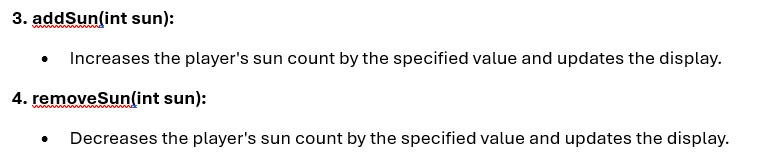 3. addSun(int sun):
• Increases the player's sun count by the specified value and updates the display.
4. removeSun(int sun):
• Decreases the player's sun count by the specified value and updates the display.